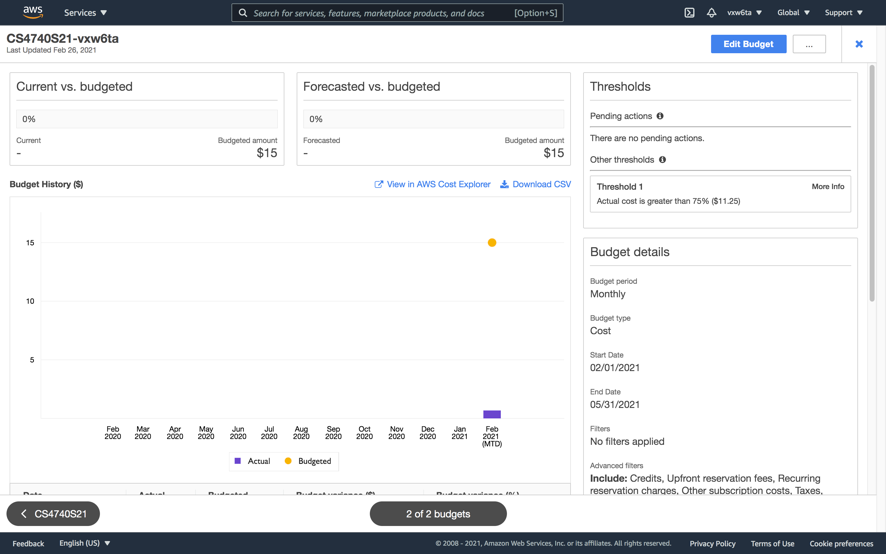 aws
Services ▼
Search for services, features, marketplace products, and docs [Option+S]
vxw6ta ▼
Global ▼
Support ▼
CS4740S21-vxw6ta
Last Updated Feb 26, 2021
Edit Budget
...
Current vs. budgeted
0%
Current
Budgeted amount
-
$15
Forecasted vs. budgeted
0%
Forecasted
Budgeted amount
-
$15
Budget History ($)
View in AWS Cost Explorer
Download CSV
15
10
5
Feb 2020
Mar 2020
Apr 2020
May 2020
Jun 2020
Jul 2020
Aug 2020
Sep 2020
Oct 2020
Nov 2020
Dec 2020
Jan 2021
Feb 2021 (MTD)
Actual
Budgeted
Date Actual Budgeted Budget variance ($) Budget variance (%)
Thresholds
Pending actions
There are no pending actions.
Other thresholds
Threshold 1
More Info
Actual cost is greater than 75% ($11.25)
Budget details
Budget period
Monthly
Budget type
Cost
Start Date
02/01/2021
End Date
05/31/2021
Filters
No filters applied
Advanced filters
Include: Credits, Upfront reservation fees, Recurring
reservation charges, Other subscription costs, Taxes,
CS4740S21
2 of 2 budgets
Feedback
English (US) ▼
© 2008 - 2021, Amazon Web Services, Inc. or its affiliates. All rights reserved.
Privacy Policy
Terms of Use
Cookie preferences